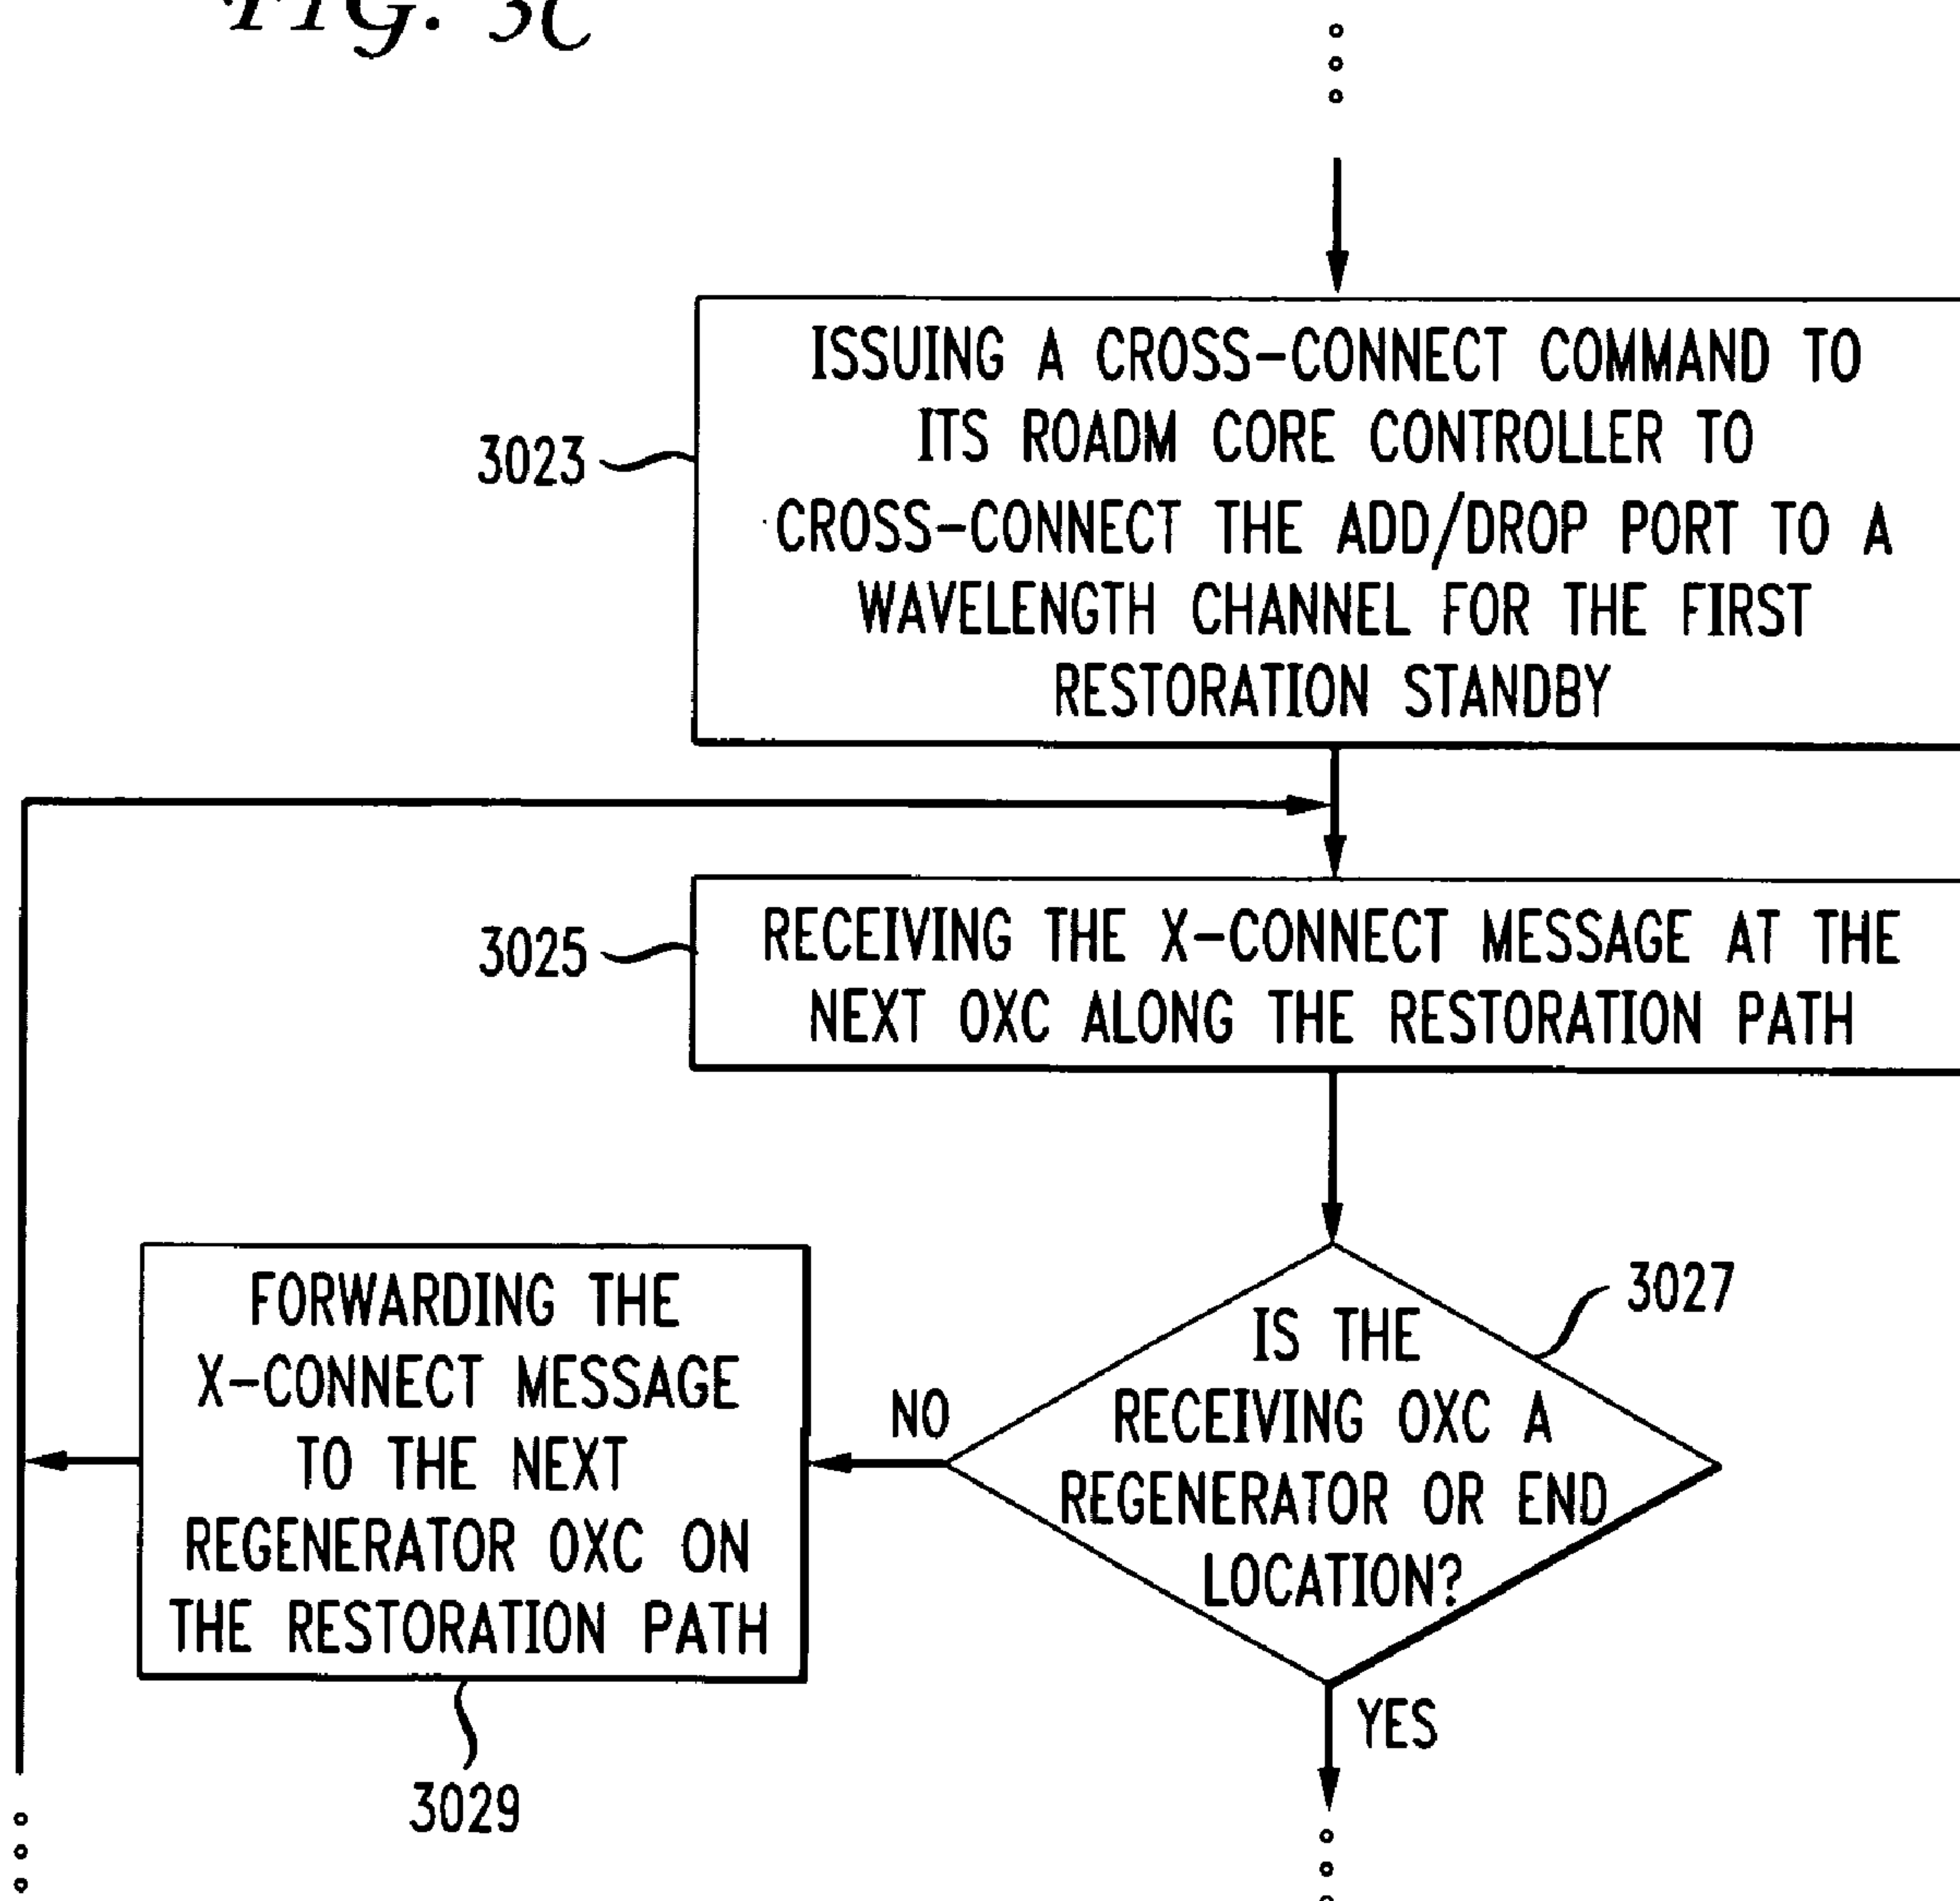 FIG. 3C
ISSUING A CROSS-CONNECT COMMAND TO
ITS ROADM CORE CONTROLLER TO
CROSS-CONNECT THE ADD/DROP PORT TO A
WAVELENGTH CHANNEL FOR THE FIRST
RESTORATION STANDBY
3023
RECEIVING THE X-CONNECT MESSAGE AT THE
NEXT OXC ALONG THE RESTORATION PATH
3025
IS THE
RECEIVING OXC A
REGENERATOR OR END
LOCATION?
3027
NO
FORWARDING THE
X-CONNECT MESSAGE
TO THE NEXT
REGENERATOR OXC ON
THE RESTORATION PATH
3029
YES